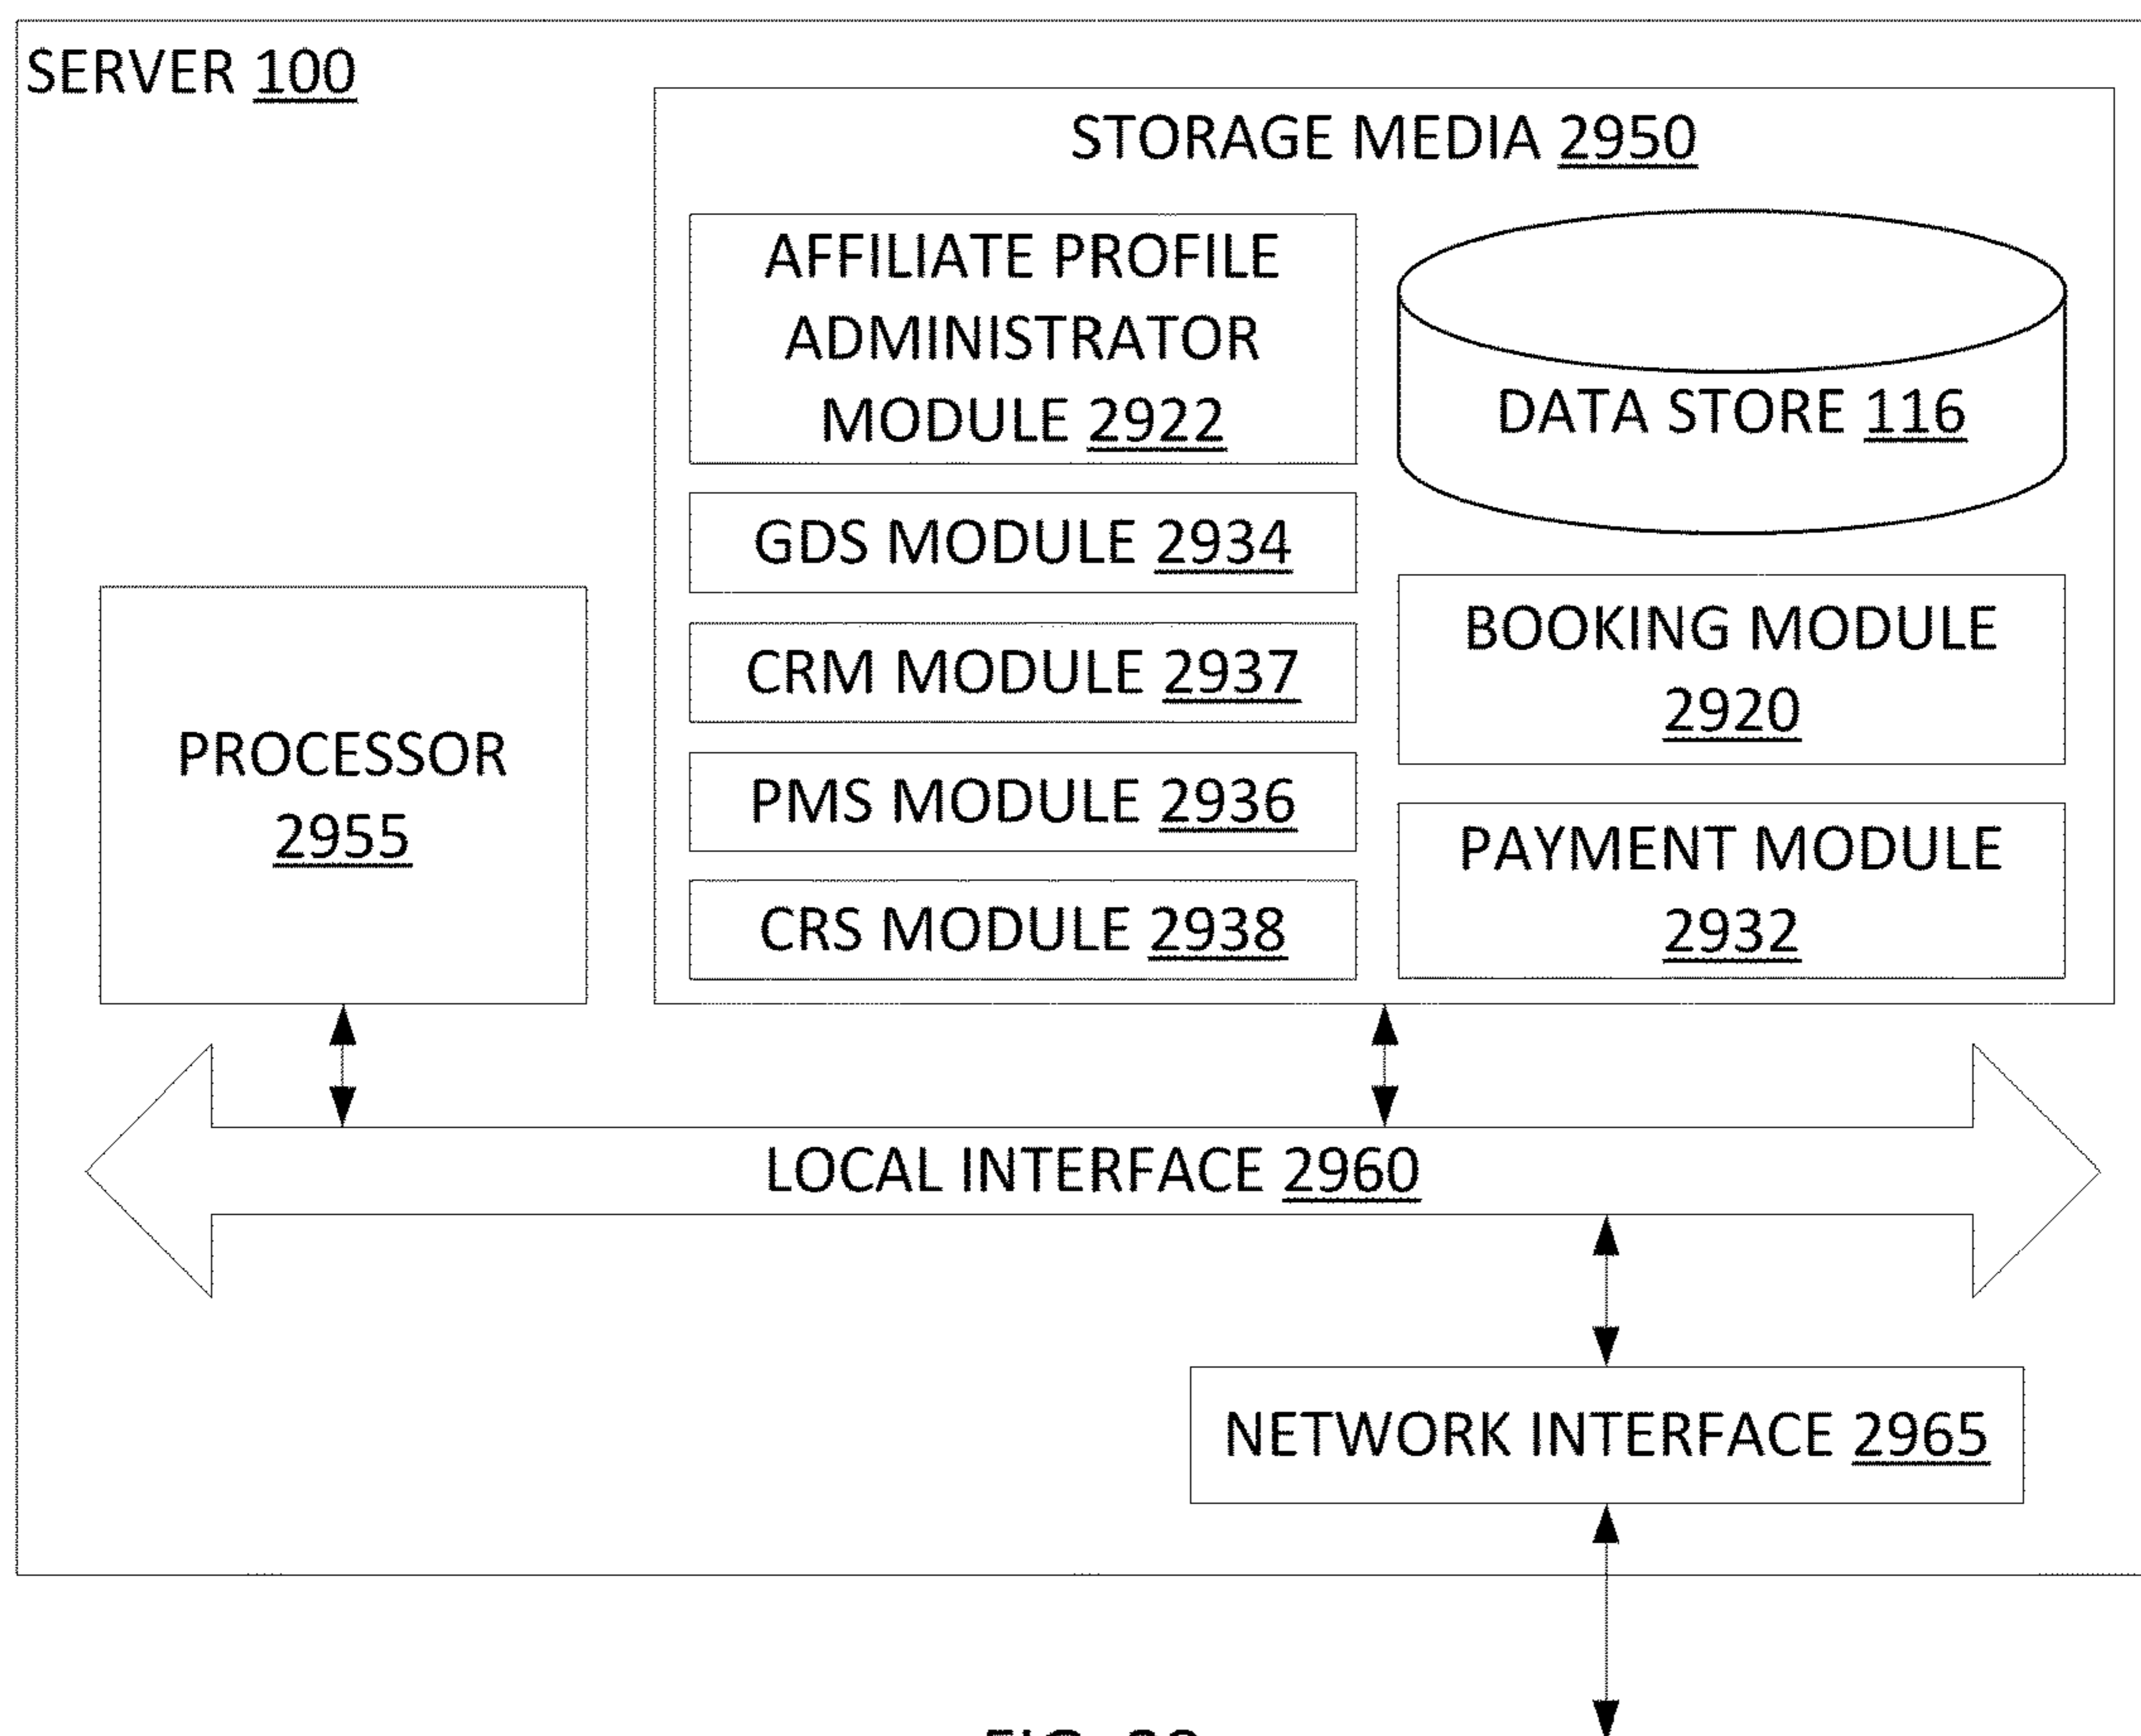 SERVER 100
STORAGE MEDIA 2950
AFFILIATE PROFILE
ADMINISTRATOR
MODULE 2922
DATA STORE 116
GDS MODULE 2934
CRM MODULE 2937
PMS MODULE 2936
CRS MODULE 2938
BOOKING MODULE
2920
PAYMENT MODULE
2932
PROCESSOR
2955
LOCAL INTERFACE 2960
NETWORK INTERFACE 2965